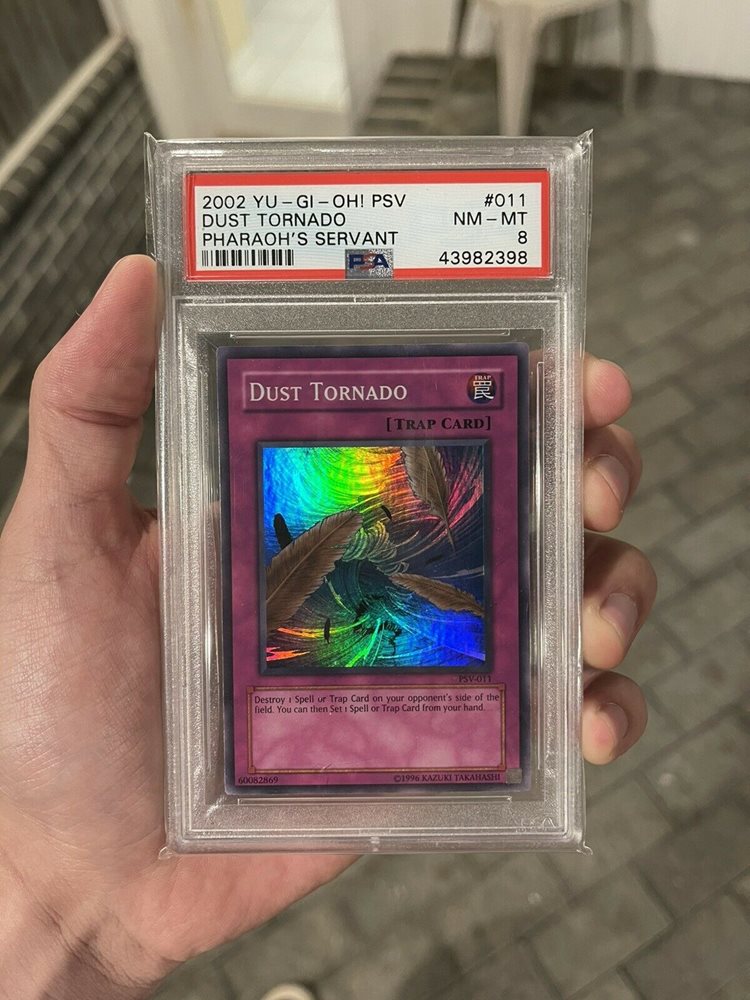 2002 YU-GI-OH! PSV #011
DUST TORNADO NM-MT
PHARAOH'S SERVANT 8
PSA 43982398
DUST TORNADO
TRAP
罠
[TRAP CARD]
PSV-011
Destroy 1 Spell or Trap Card on your opponent's side of the
field. You can then Set 1 Spell or Trap Card from your hand.
60082869 ©1996 KAZUKI TAKAHASHI